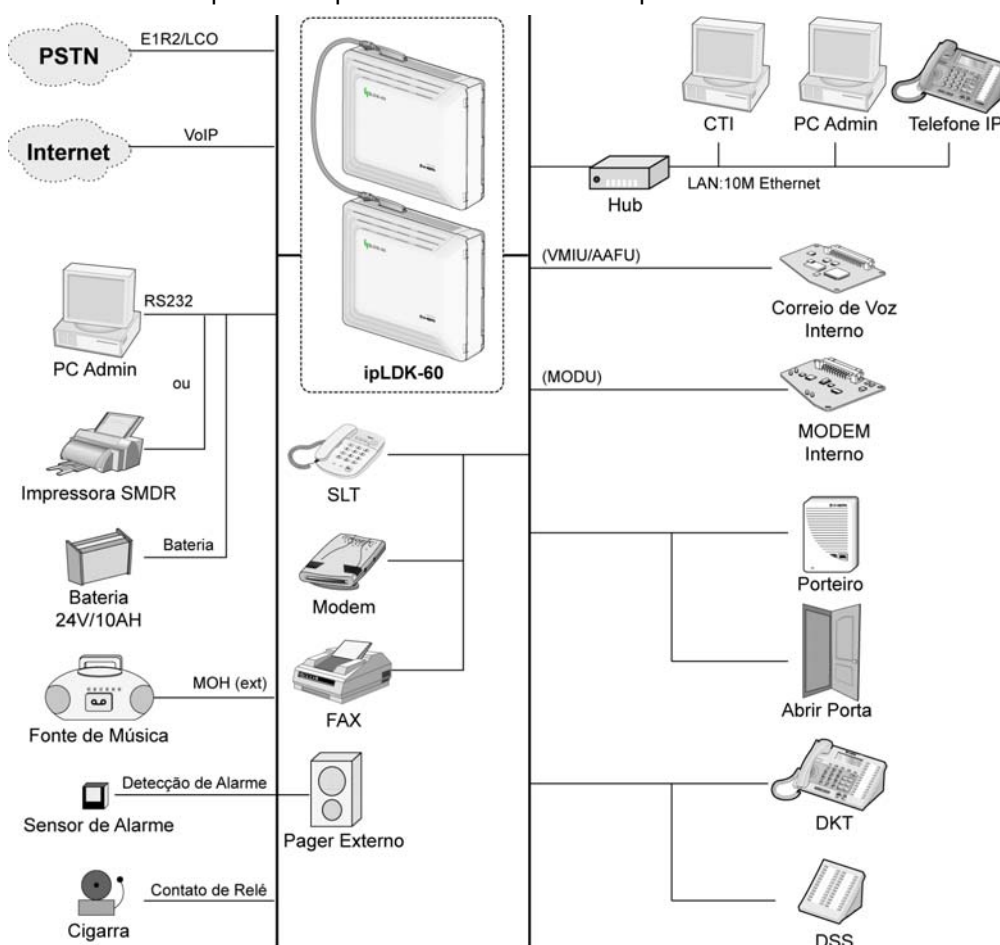 PSTN
E1R2/LCO
Internet
VoIP
ipLDK-60
CTI
PC Admin
Telefone IP
LAN:10M Ethernet
Hub
(VMIU/AAFU)
Correio de Voz
Interno
(MODU)
MODEM
Interno
RS232
PC Admin
ou
Impressora SMDR
Bateria
Bateria
24V/10AH
SLT
Modem
FAX
Porteiro
Abrir Porta
MOH (ext)
Fonte de Música
Detecção de Alarme
Sensor de Alarme
Pager Externo
DKT
Contato de Relé
Cigarra
DSS